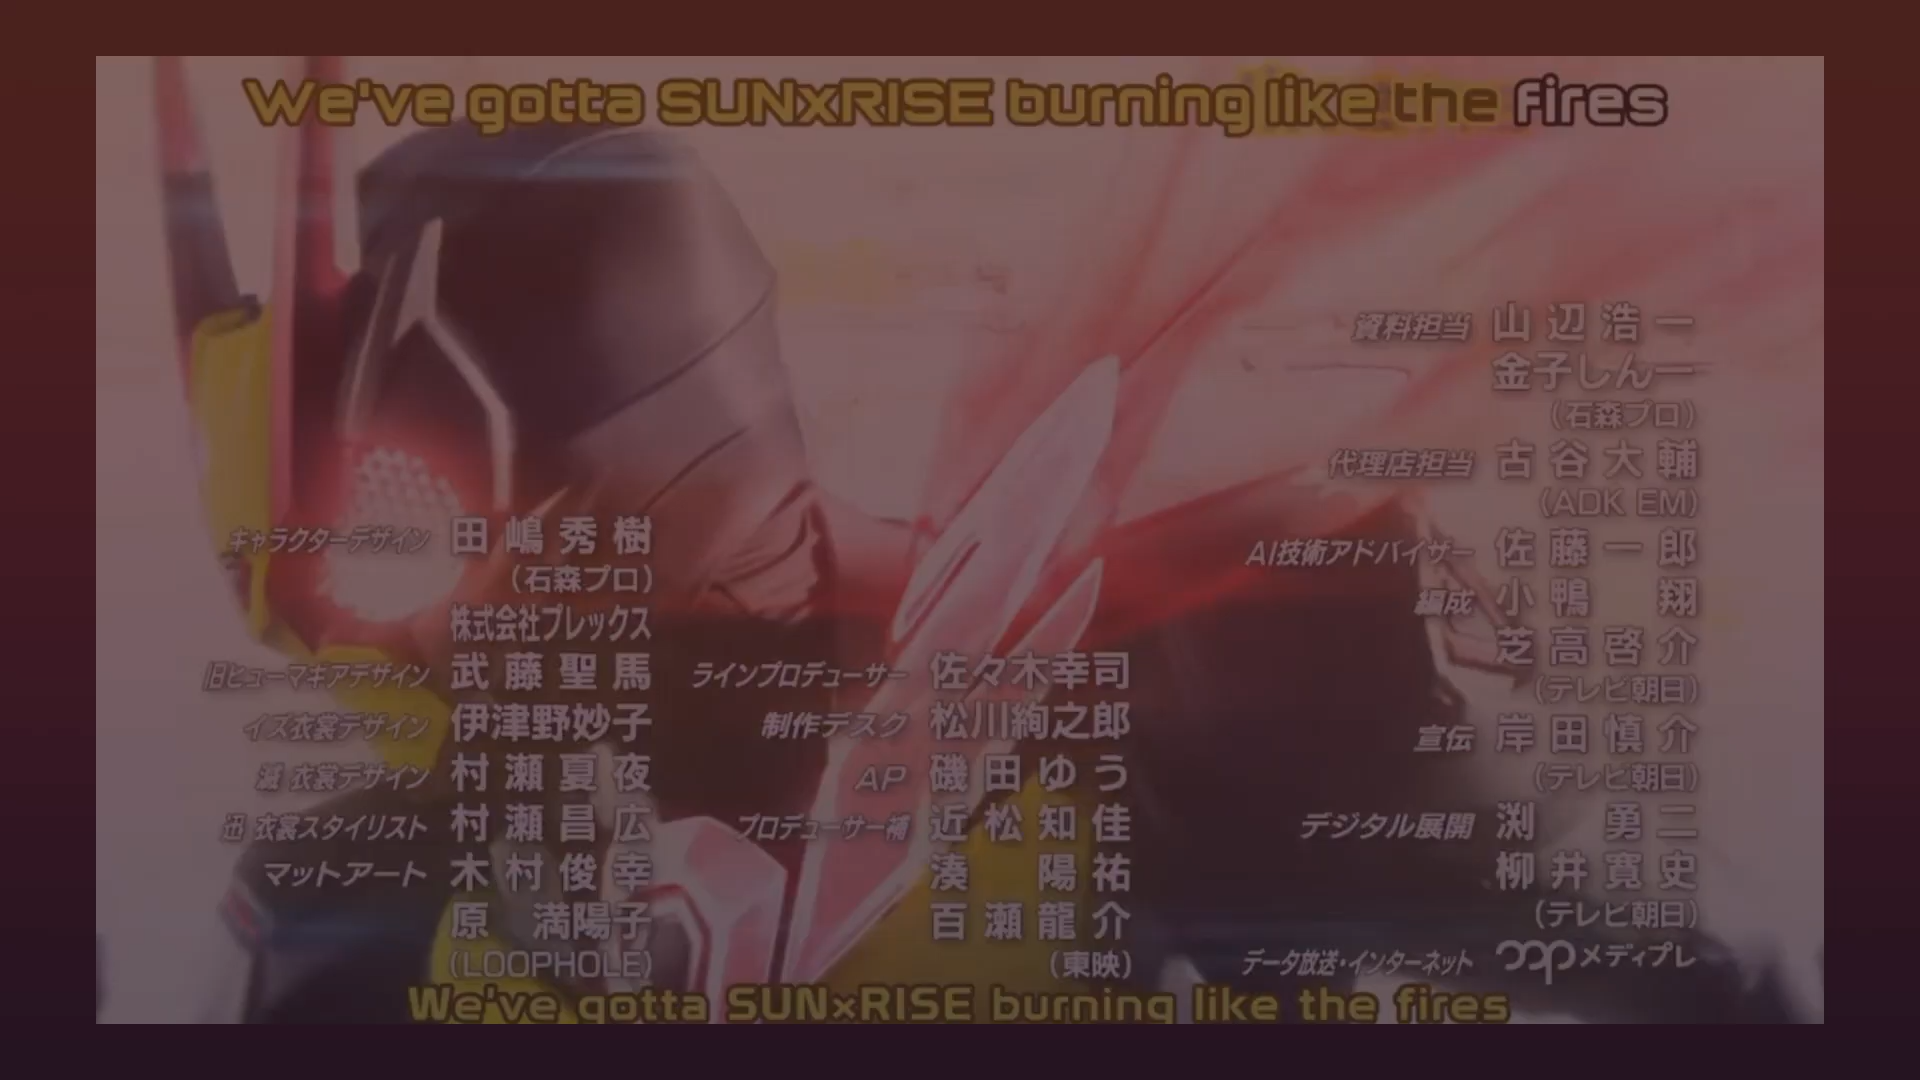 We've gotta SUN×RISE burning like the fires
キャラクターデザイン 田嶋秀樹
(石森プロ)
株式会社プレックス
旧ヒューマギアデザイン 武藤聖馬
イズ衣裳デザイン 伊津野妙子
滅 衣裳デザイン 村瀬夏夜
迅 衣裳スタイリスト 村瀬昌広
マットアート 木村俊幸
原 満陽子
(LOOPHOLE)
ラインプロデューサー 佐々木幸司
制作デスク 松川絢之郎
AP 磯田ゆう
プロデューサー補 近松知佳
湊 陽祐
百瀬龍介
(東映)
資料担当 山辺浩一
金子しん一
(石森プロ)
代理店担当 古谷大輔
(ADK EM)
AI技術アドバイザー 佐藤一郎
編成 小鴨 翔
芝高啓介
(テレビ朝日)
宣伝 岸田慎介
(テレビ朝日)
デジタル展開 渕 勇二
柳井寛史
(テレビ朝日)
データ放送・インターネット メディプレ
We've gotta SUN×RISE burning like the fires